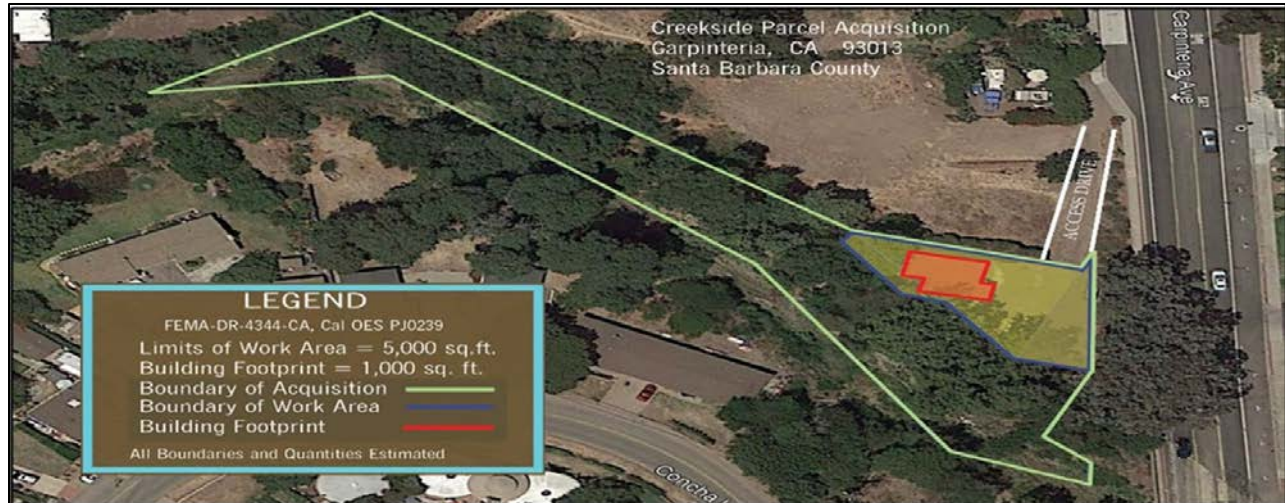 Creekside Parcel Acquisition
Carpinteria, CA 93013
Santa Barbara County
Carpinteria Ave
ACCESS DRIVE
LEGEND
FEMA-DR-4344-CA, Cal OES PJ0239
Limits of Work Area = 5,000 sq.ft.
Building Footprint = 1,000 sq. ft.
Boundary of Acquisition
Boundary of Work Area
Building Footprint
All Boundaries and Quantities Estimated
Concha